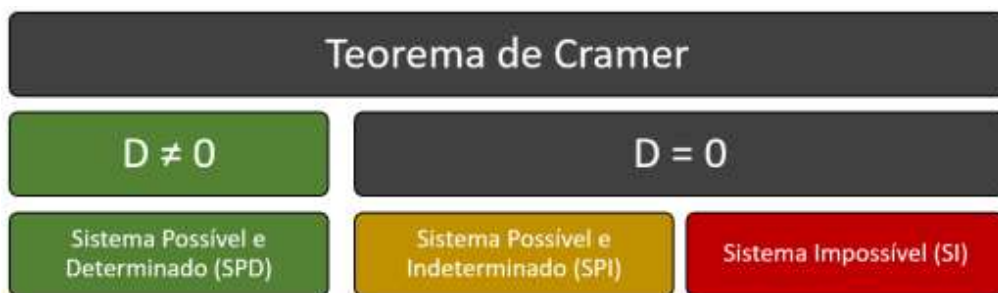 Teorema de Cramer
D ≠ 0
D = 0
Sistema Possível e
Determinado (SPD)
Sistema Possível e
Indeterminado (SPI)
Sistema Impossível (SI)